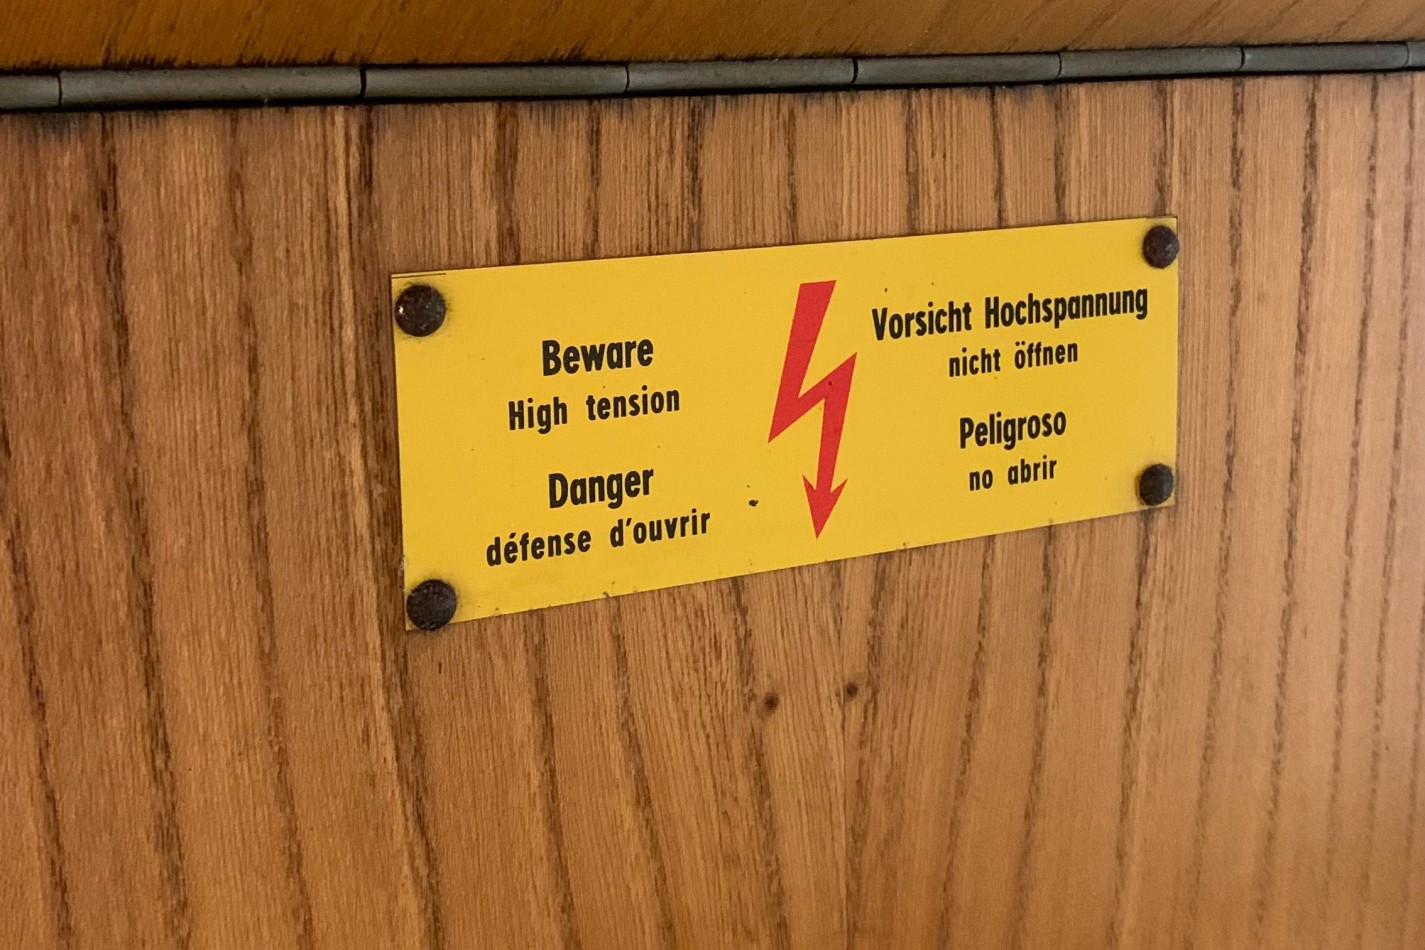 Beware
High tension
Danger
défense d'ouvrir
Vorsicht Hochspannung
nicht öffnen
Peligroso
no abrir